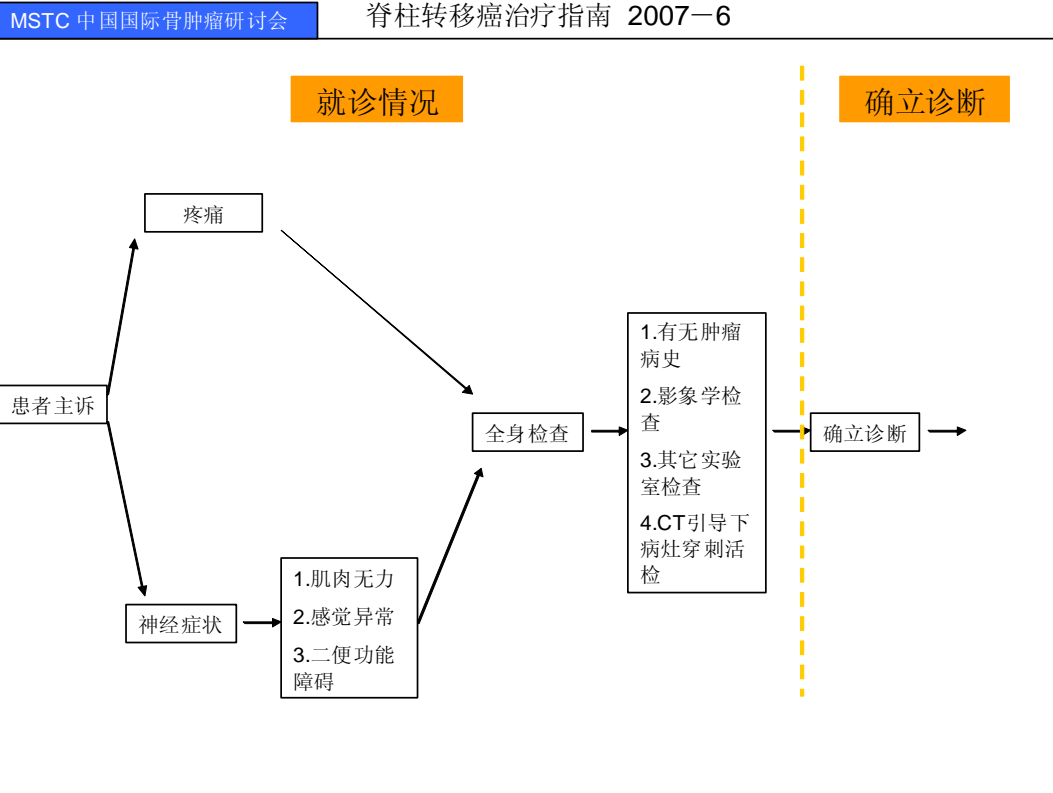 MSTC 中国国际骨肿瘤研讨会
脊柱转移癌治疗指南 2007－6
就诊情况
确立诊断
疼痛
患者主诉
神经症状
1.肌肉无力
2.感觉异常
3.二便功能
障碍
全身检查
1.有无肿瘤
病史
2.影象学检
查
3.其它实验
室检查
4.CT引导下
病灶穿刺活
检
确立诊断